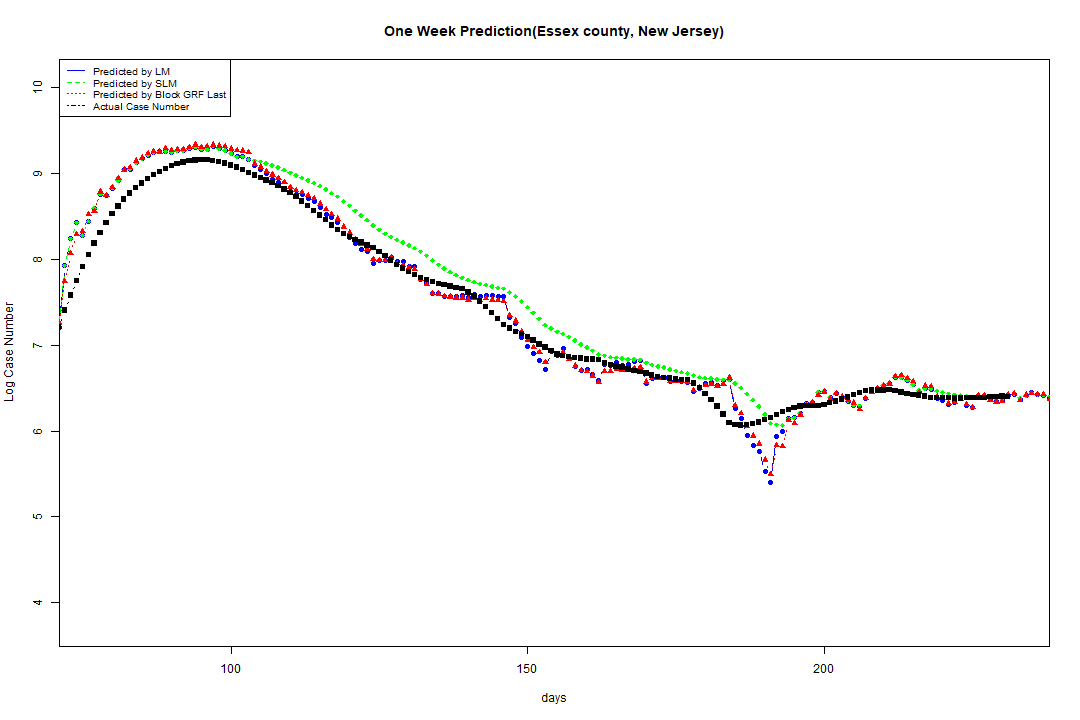 One Week Prediction(Essex county, New Jersey)
Predicted by LM
Predicted by SLM
Predicted by Block GRF Last
Actual Case Number
10
9
8
7
6
5
4
Log Case Number
100 150 200
days